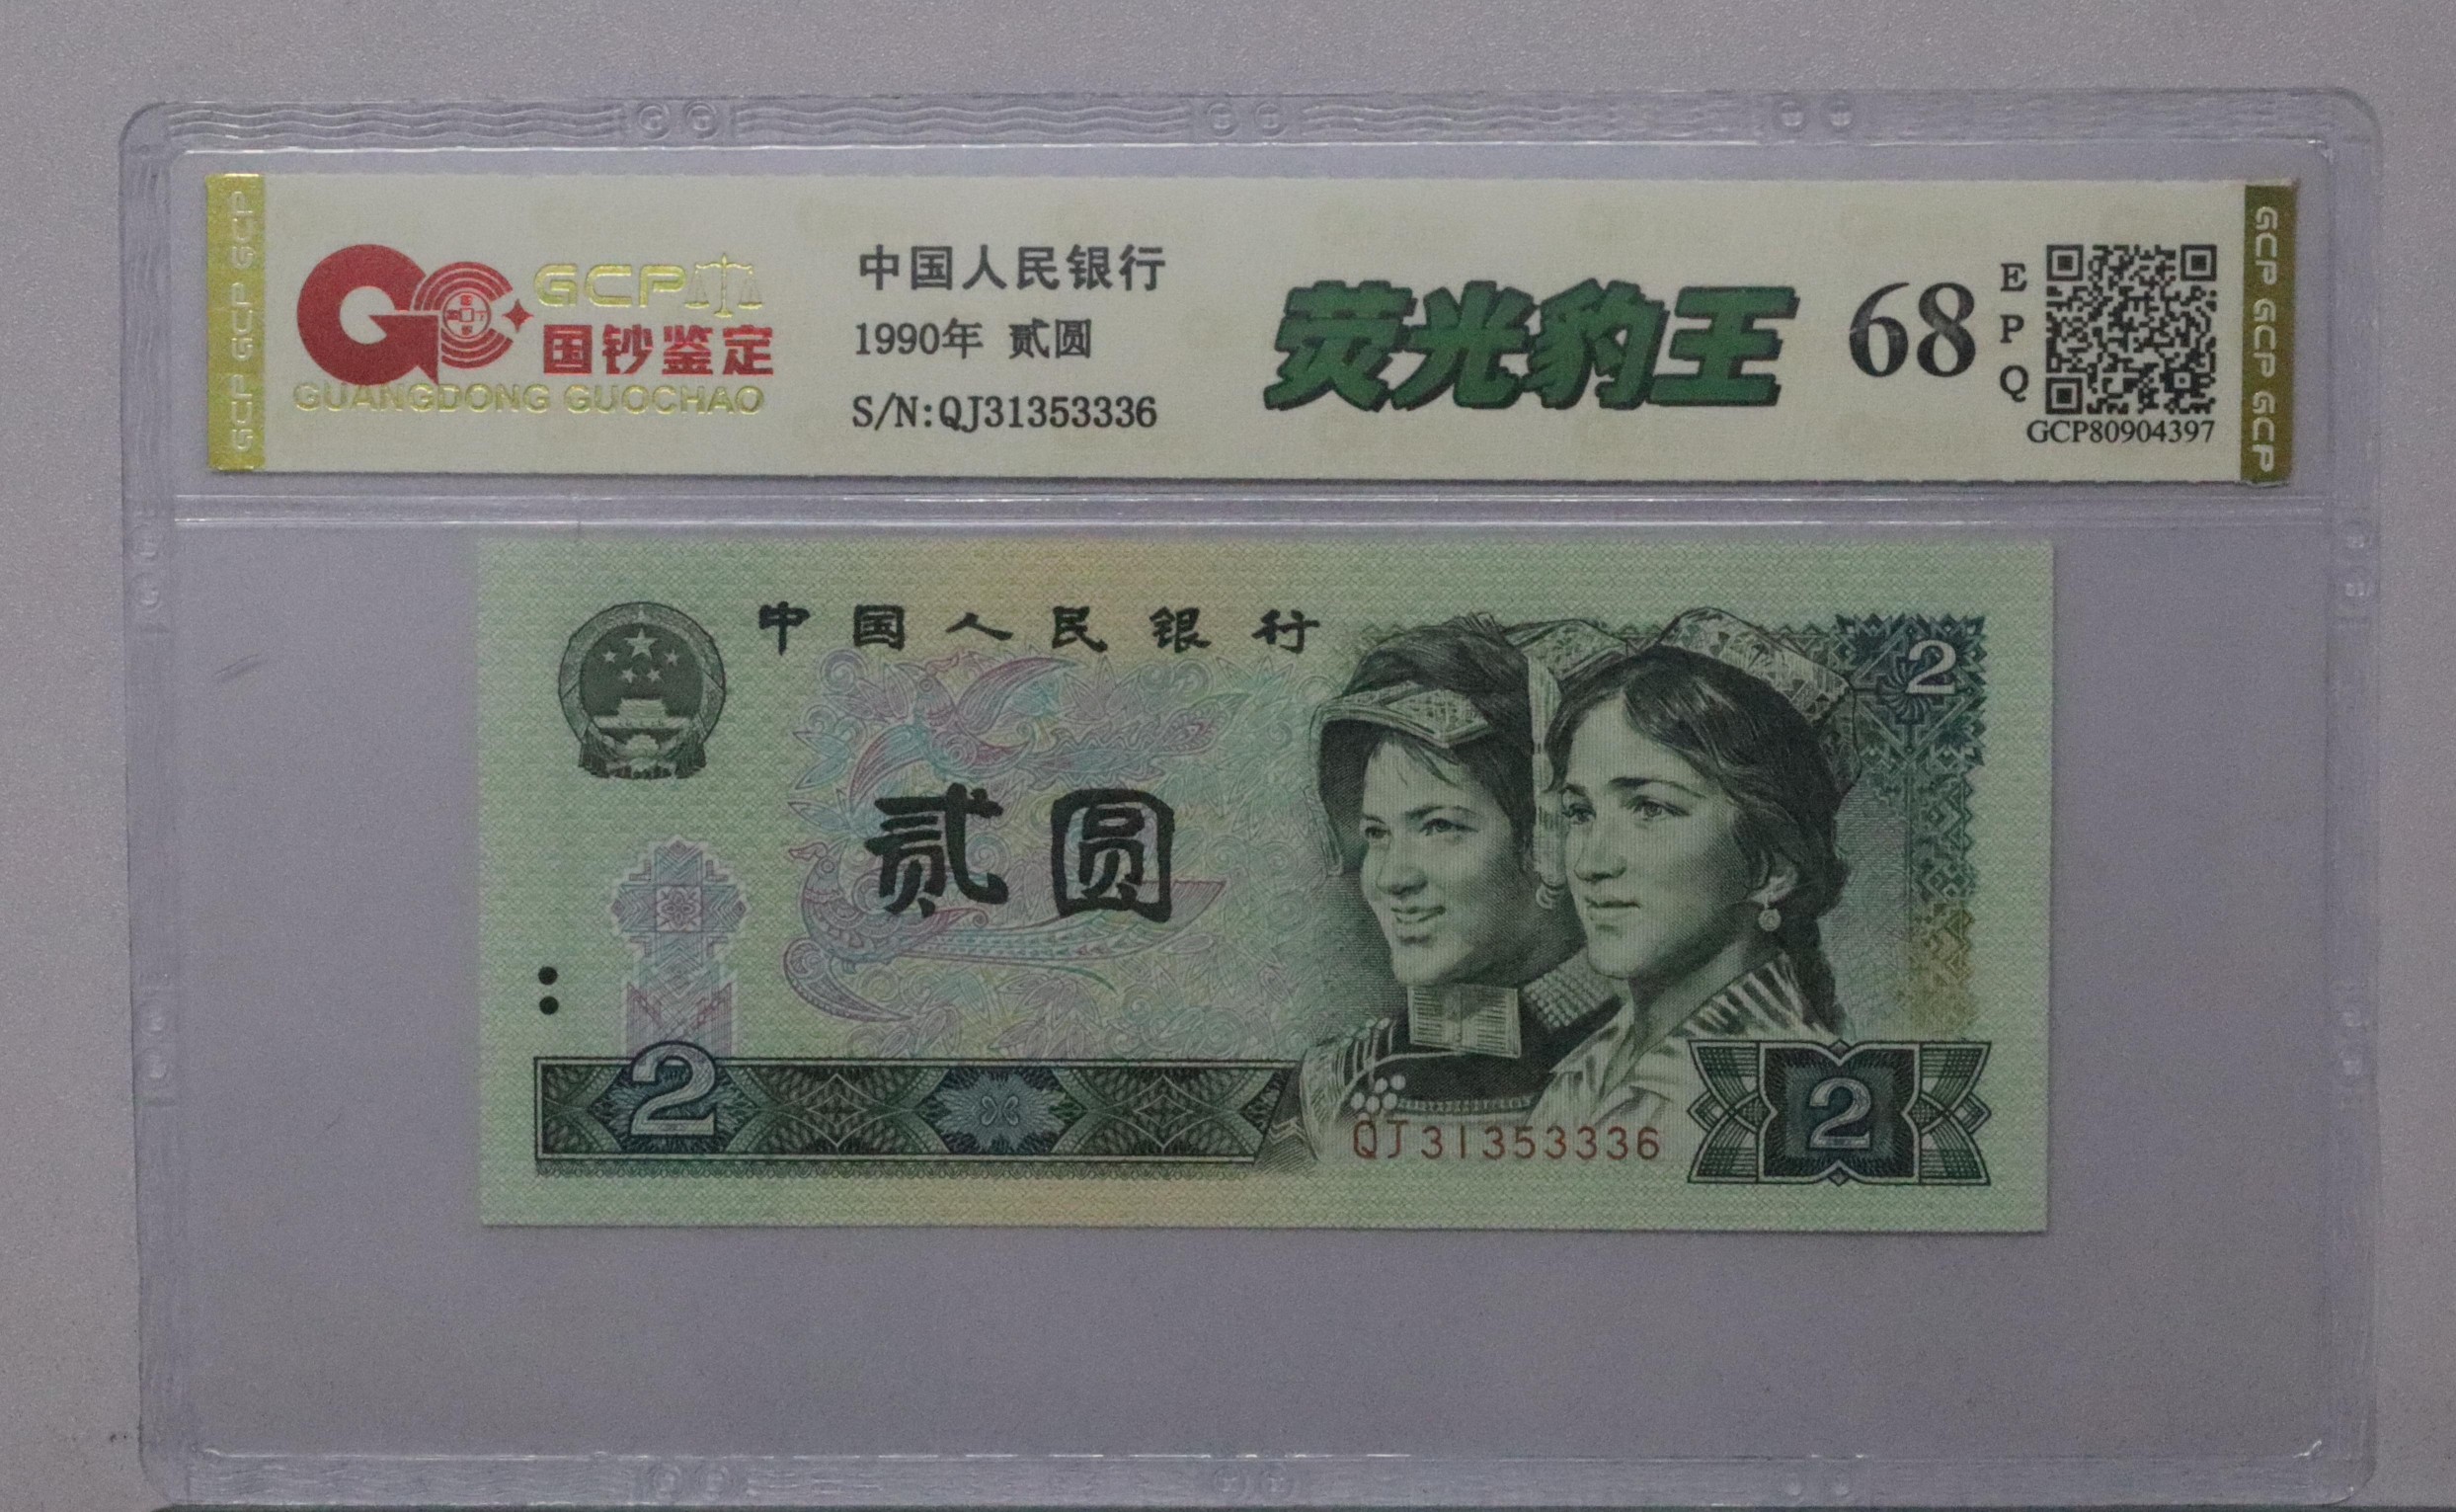 GCP GCP GCP
GCP
国钞鉴定
GUANGDONG GUOCHAO
中国人民银行
1990年 贰圆
S/N:QJ31353336
荧光豹王
68
E
P
Q
GCP80904397
GCP GCP GCP
中国人民银行
2
贰圆
2
QJ31353336
2